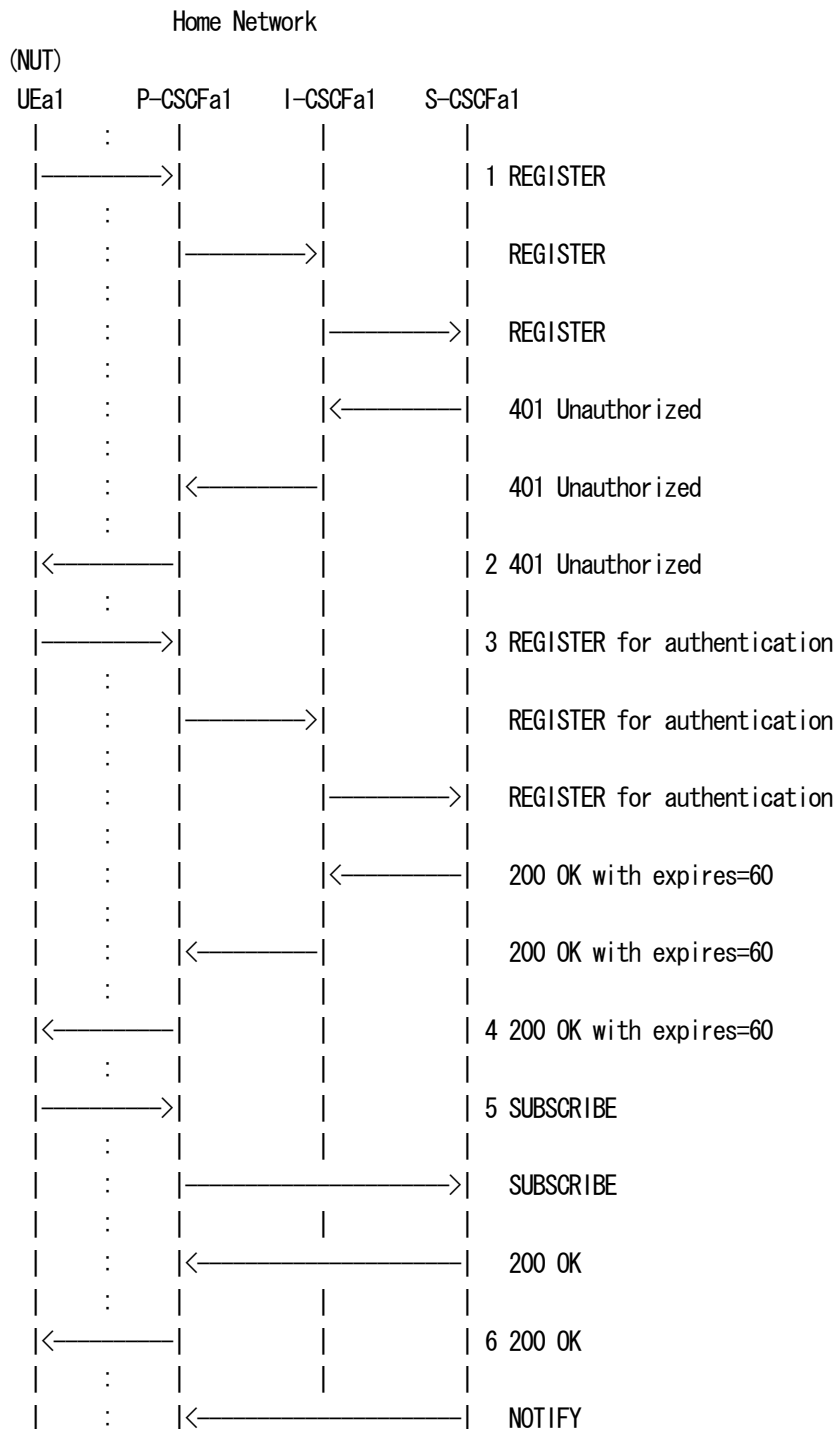 Home Network
(NUT)
UEa1 P-CSCFa1 I-CSCFa1 S-CSCFa1
| : | | |
|---------->| | | 1 REGISTER
| : | | |
| : |---------->| | REGISTER
| : | | |
| : | |---------->| REGISTER
| : | | |
| : | |<----------| 401 Unauthorized
| : | | |
| : |<----------| | 401 Unauthorized
| : | | |
|<----------| | | 2 401 Unauthorized
| : | | |
|---------->| | | 3 REGISTER for authentication
| : | | |
| : |---------->| | REGISTER for authentication
| : | | |
| : | |---------->| REGISTER for authentication
| : | | |
| : | |<----------| 200 OK with expires=60
| : | | |
| : |<----------| | 200 OK with expires=60
| : | | |
|<----------| | | 4 200 OK with expires=60
| : | | |
|---------->| | | 5 SUBSCRIBE
| : | | |
| : |---------------------->| SUBSCRIBE
| : | | |
| : |<----------------------| 200 OK
| : | | |
|<----------| | | 6 200 OK
| : | | |
| : |<----------------------| NOTIFY